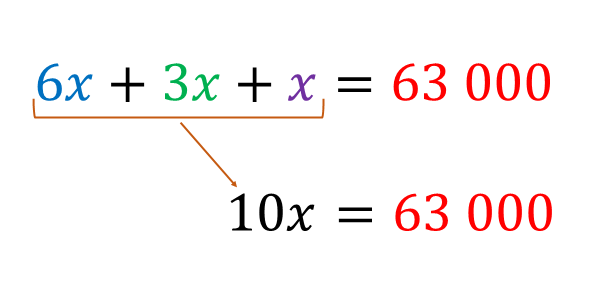 6x + 3x + x = 63 000
10x = 63 000